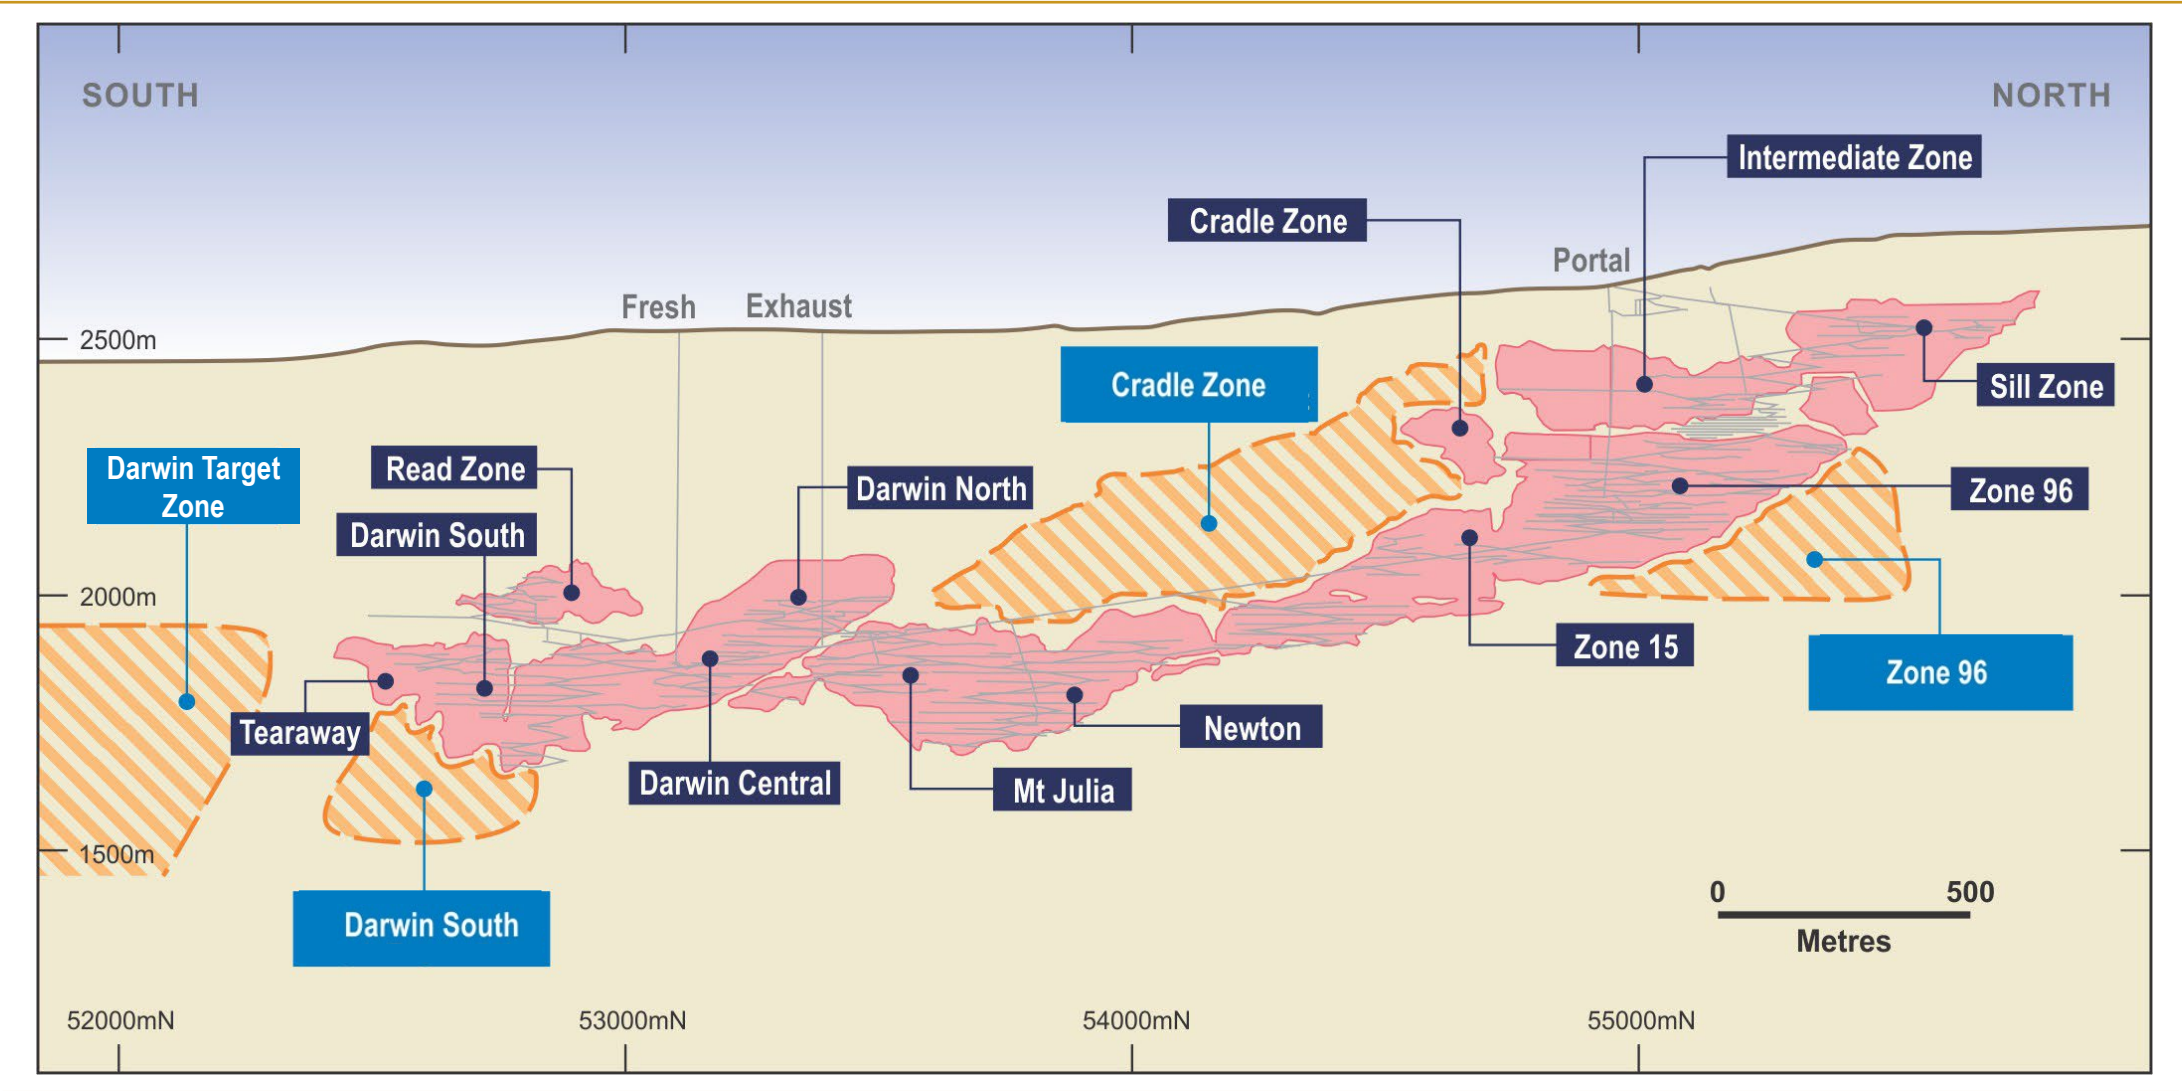 SOUTH
NORTH
Intermediate Zone
Cradle Zone
Portal
Fresh
Exhaust
2500m
Cradle Zone
Sill Zone
Darwin Target
Zone
Read Zone
Darwin North
Zone 96
Darwin South
2000m
Zone 15
Zone 96
Tearaway
Newton
Darwin Central
Mt Julia
1500m
Darwin South
0
500
Metres
52000mN
53000mN
54000mN
55000mN